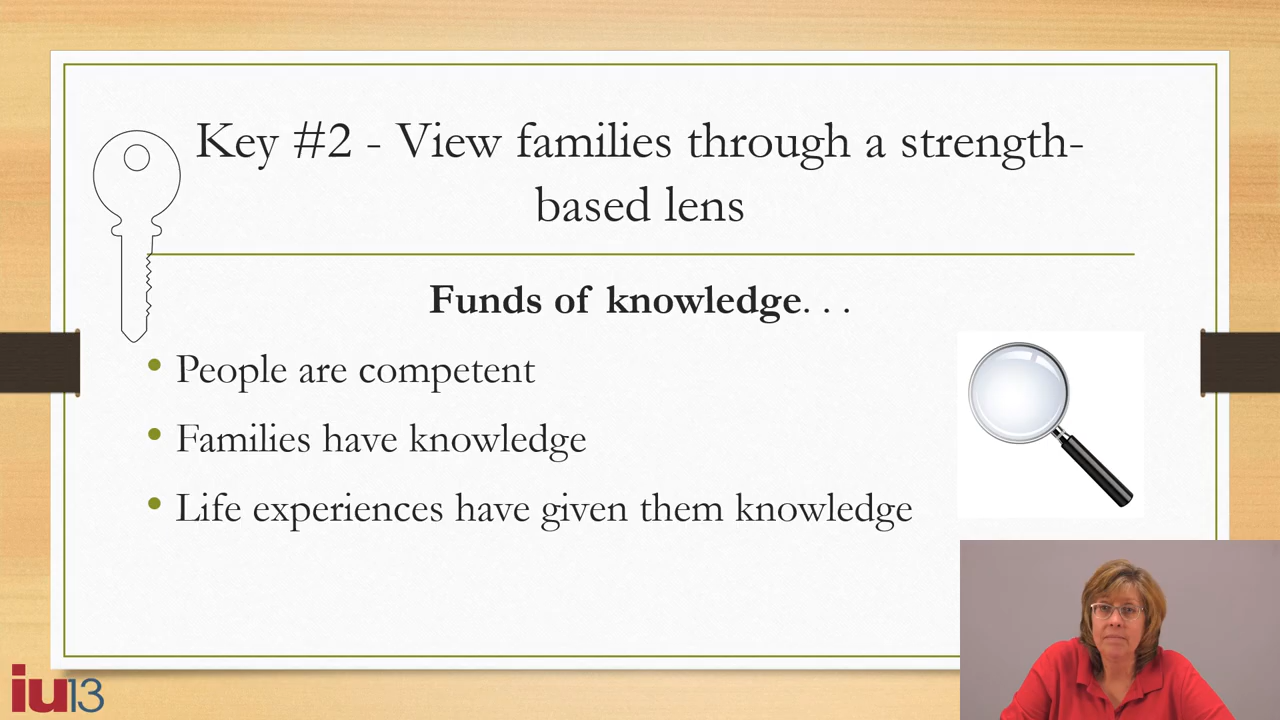 Key #2 - View families through a strength-
based lens
Funds of knowledge. . .
• People are competent
• Families have knowledge
• Life experiences have given them knowledge
iu13